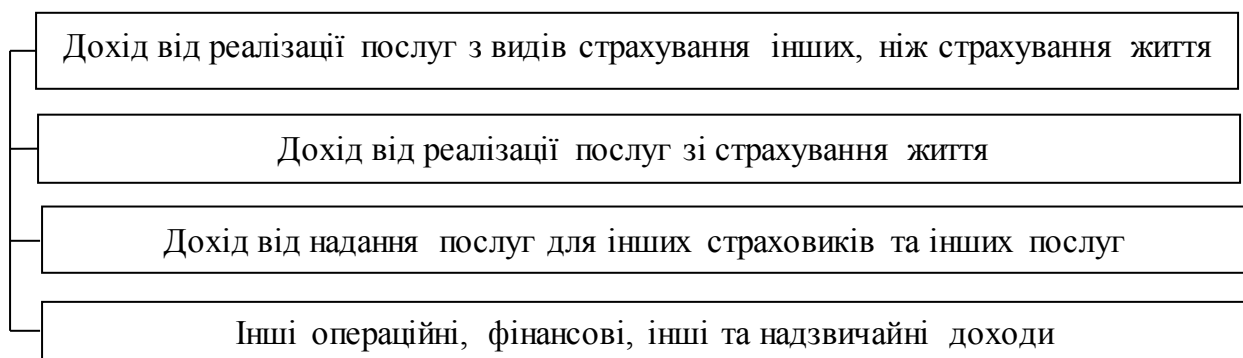 Дохід від реалізації послуг з видів страхування інших, ніж страхування життя
Дохід від реалізації послуг зі страхування життя
Дохід від надання послуг для інших страховиків та інших послуг
Інші операційні, фінансові, інші та надзвичайні доходи